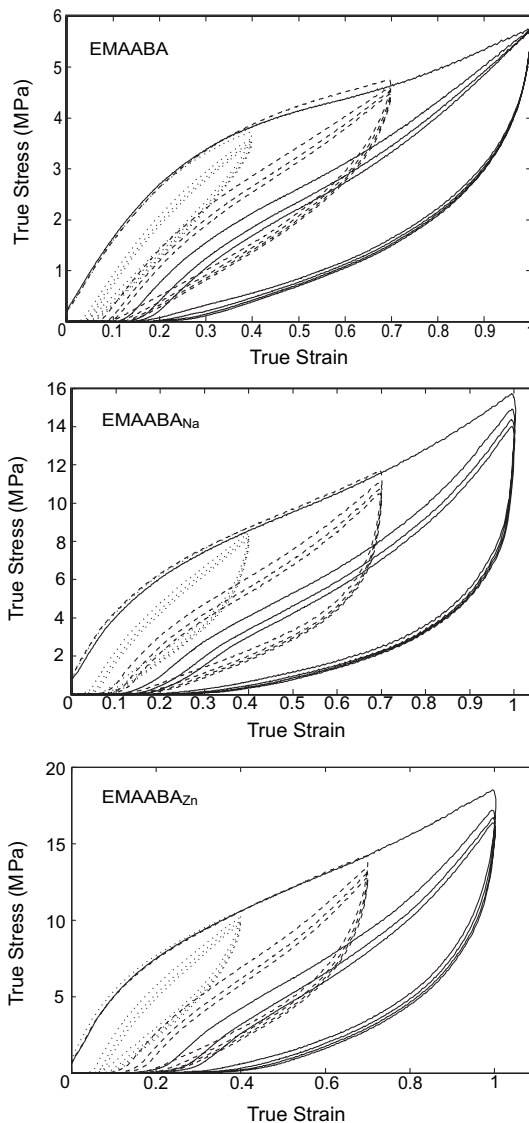 6
EMAABA
5
4
3
2
1
True Stress (MPa)
0 0.1 0.2 0.3 0.4 0.5 0.6 0.7 0.8 0.9 1
True Strain
16
EMAABANa
14
12
10
8
6
4
2
True Stress (MPa)
0 0.1 0.2 0.3 0.4 0.5 0.6 0.7 0.8 0.9 1
True Strain
20
EMAABAZn
15
10
5
0
True Stress (MPa)
0 0.2 0.4 0.6 0.8 1
True Strain